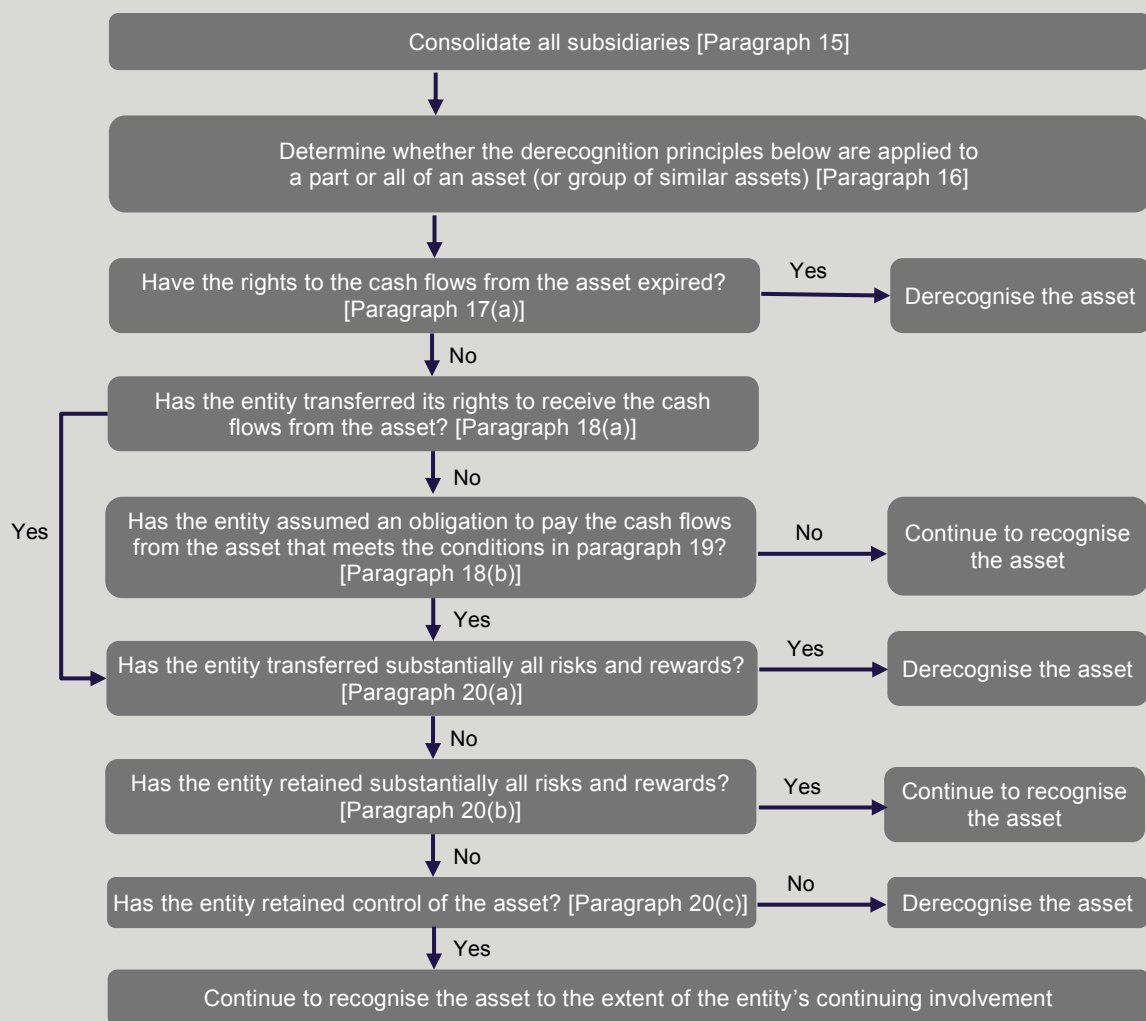 Consolidate all subsidiaries [Paragraph 15]
Determine whether the derecognition principles below are applied to
a part or all of an asset (or group of similar assets) [Paragraph 16]
Have the rights to the cash flows from the asset expired?
[Paragraph 17(a)]
Yes
Derecognise the asset
No
Has the entity transferred its rights to receive the cash
flows from the asset? [Paragraph 18(a)]
Yes
No
Has the entity assumed an obligation to pay the cash flows
from the asset that meets the conditions in paragraph 19?
[Paragraph 18(b)]
No
Continue to recognise
the asset
Yes
Has the entity transferred substantially all risks and rewards?
[Paragraph 20(a)]
Yes
Derecognise the asset
No
Has the entity retained substantially all risks and rewards?
[Paragraph 20(b)]
Yes
Continue to recognise
the asset
No
Has the entity retained control of the asset? [Paragraph 20(c)]
No
Derecognise the asset
Yes
Continue to recognise the asset to the extent of the entity’s continuing involvement